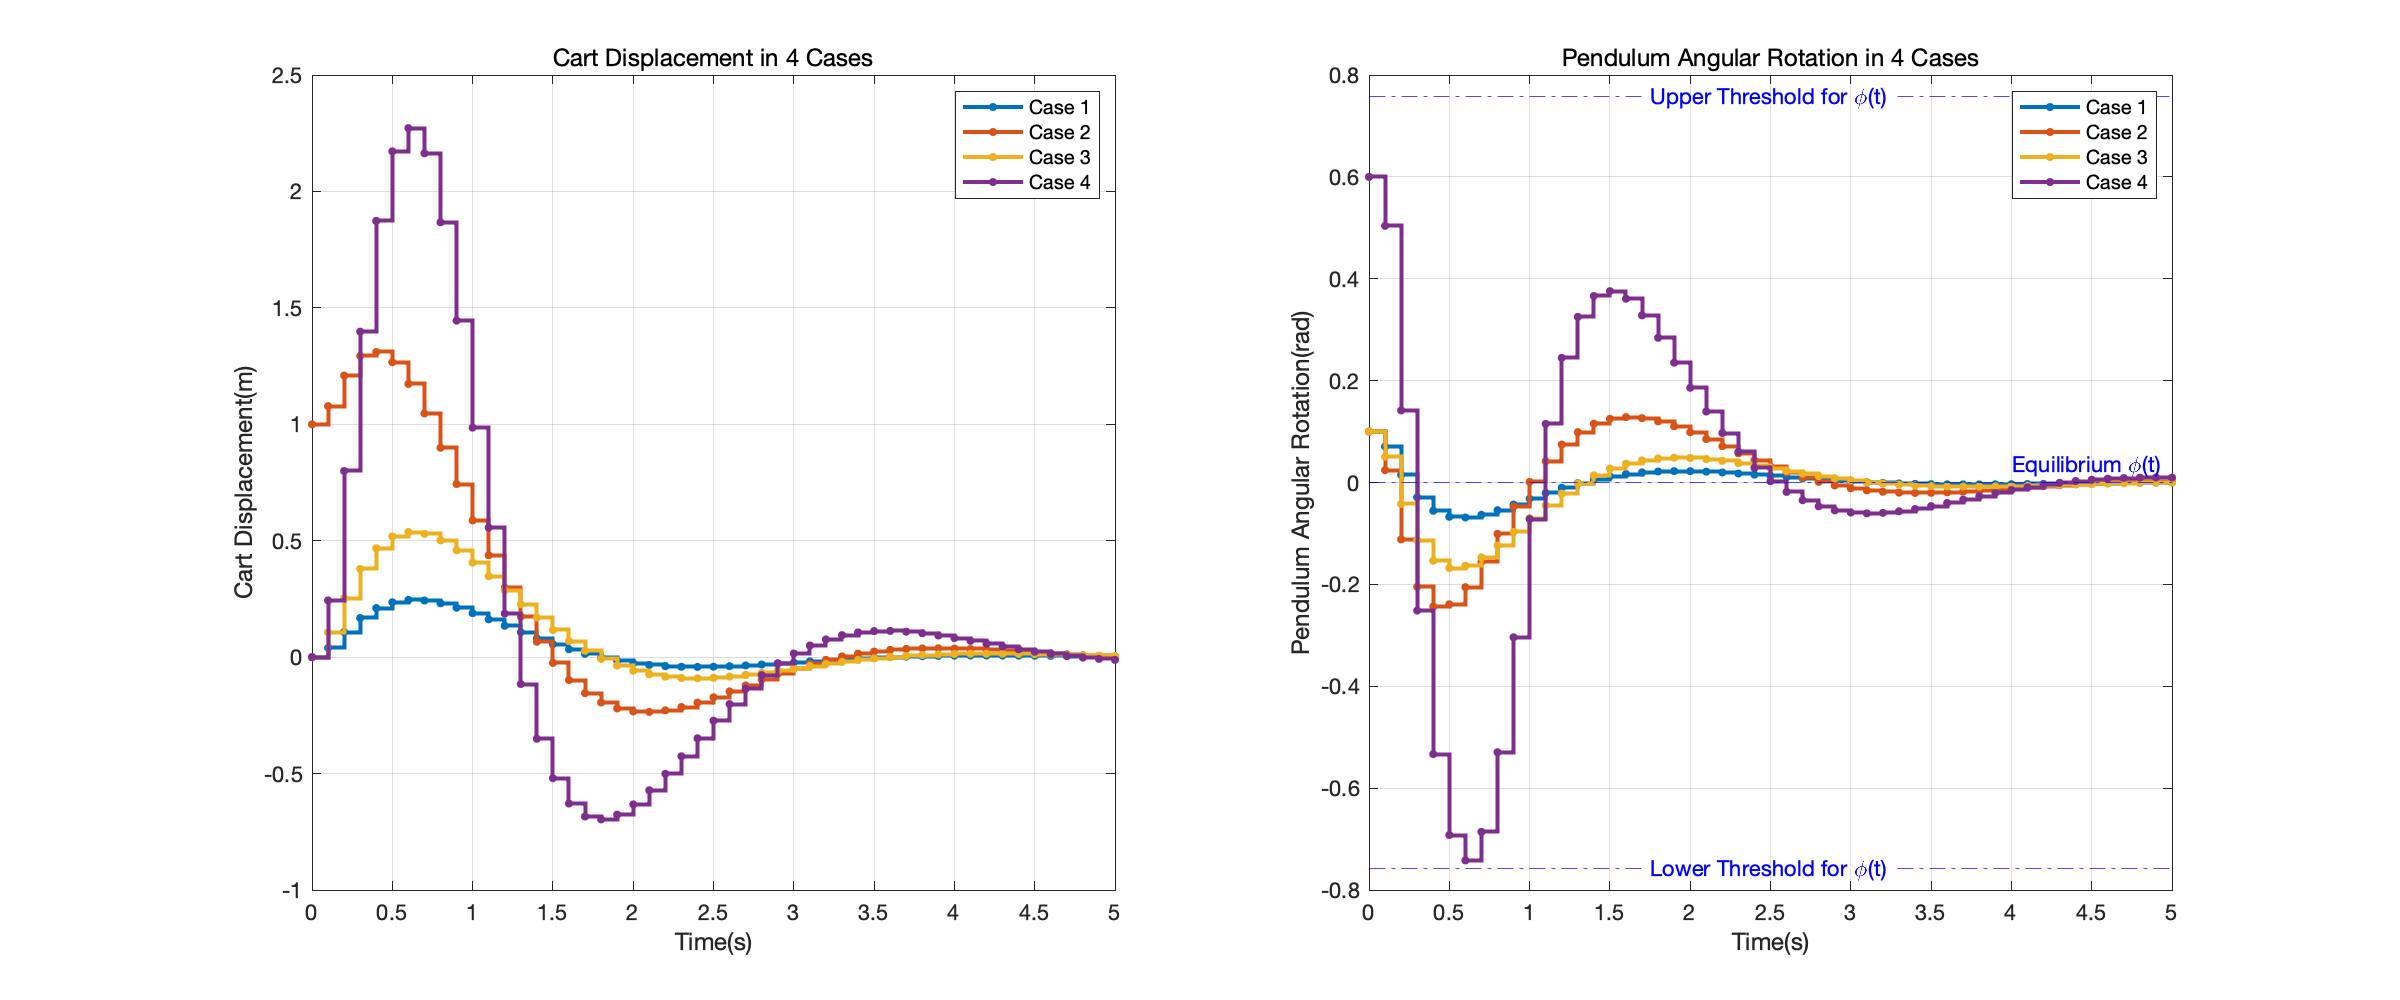 Cart Displacement in 4 Cases
2.5
2
1.5
1
0.5
0
-0.5
-1
Cart Displacement(m)
0 0.5 1 1.5 2 2.5 3 3.5 4 4.5 5
Time(s)
Case 1
Case 2
Case 3
Case 4
Pendulum Angular Rotation in 4 Cases
0.8
0.6
0.4
0.2
0
-0.2
-0.4
-0.6
-0.8
Pendulum Angular Rotation(rad)
0 0.5 1 1.5 2 2.5 3 3.5 4 4.5 5
Time(s)
Upper Threshold for ϕ(t)
Case 1
Case 2
Case 3
Case 4
Equilibrium ϕ(t)
Lower Threshold for ϕ(t)